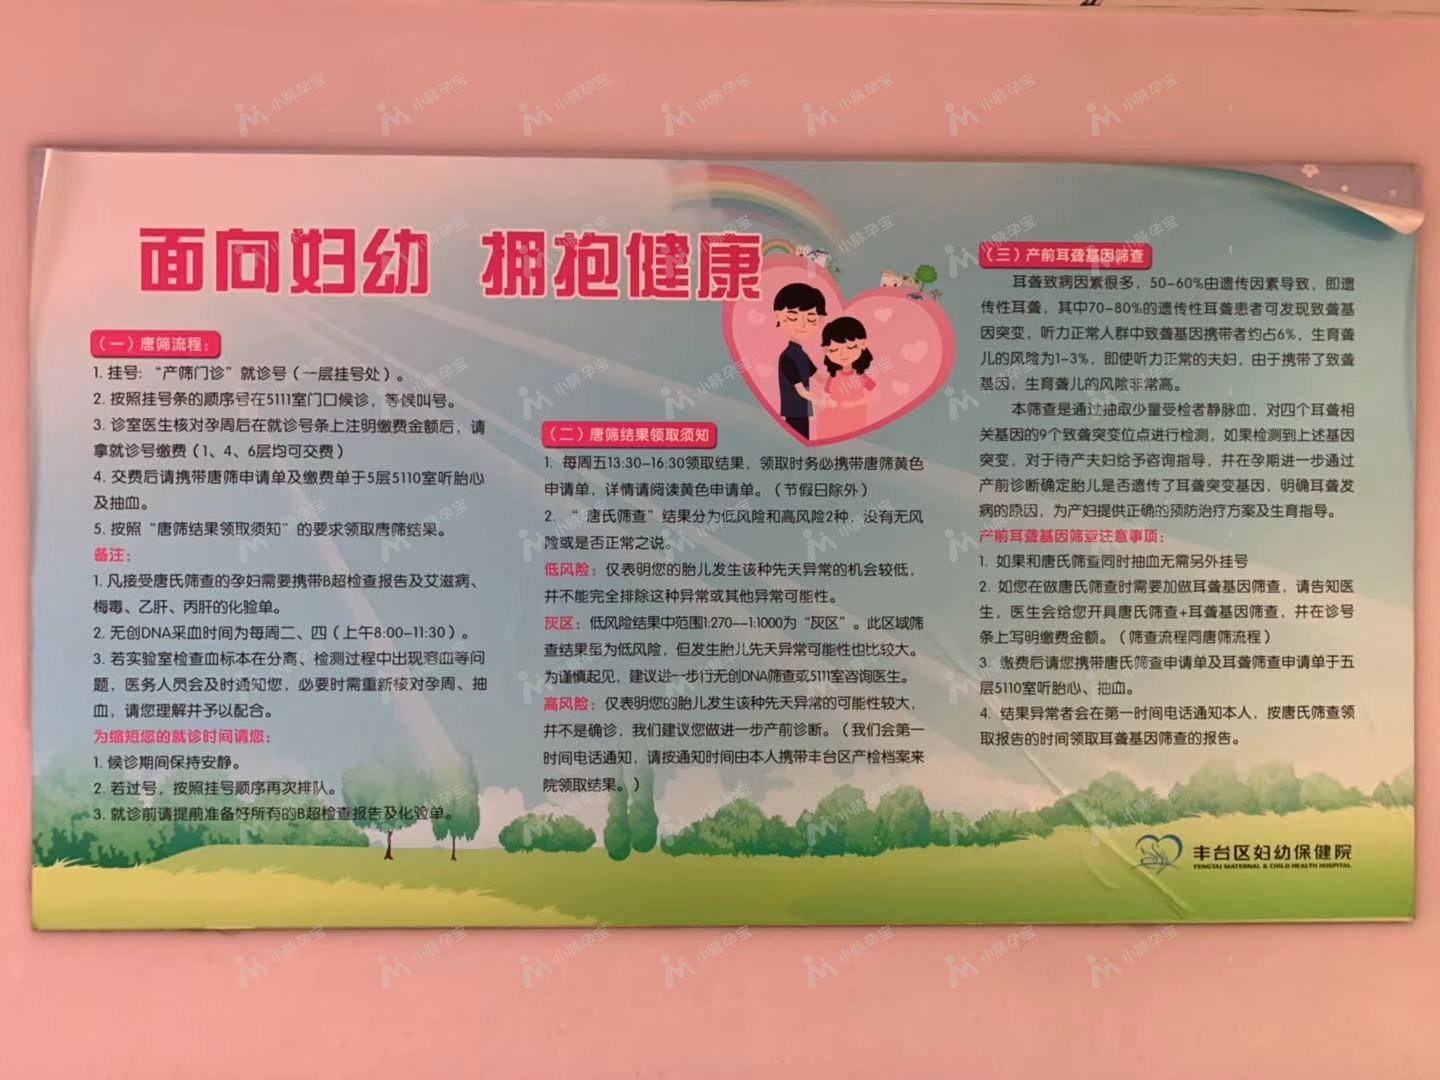 面向妇幼 拥抱健康
（一）唐筛流程：
1. 挂号：“产筛门诊”就诊号（一层挂号处）。
2. 按照挂号条的顺序号在5111室门口候诊，等候叫号。
3. 诊室医生核对孕周后在就诊号条上注明缴费金额后，请
拿就诊号缴费（1、4、6层均可交费）
4. 交费后请携带唐筛申请单及缴费单于5层5110室听胎心
及抽血。
5. 按照“唐筛结果领取须知”的要求领取唐筛结果。
备注：
1. 凡接受唐氏筛查的孕妇需要携带B超检查报告及艾滋病、
梅毒、乙肝、丙肝的化验单。
2. 无创DNA采血时间为每周二、四（上午8:00-11:30）。
3. 若实验室检查血标本在分离、检测过程中出现溶血等问
题，医务人员会及时通知您，必要时需重新核对孕周、抽
血，请您理解并予以配合。
为缩短您的就诊时间请您：
1. 候诊期间保持安静。
2. 若过号，按照挂号顺序再次排队。
3. 就诊前请提前准备好所有的B超检查报告及化验单。
（二）唐筛结果领取须知
1. 每周五13:30-16:30领取结果，领取时务必携带唐筛黄色
申请单，详情请阅读黄色申请单。（节假日除外）
2. “ 唐氏筛查”结果分为低风险和高风险2种，没有无风
险或是否正常之说。
低风险：仅表明您的胎儿发生该种先天异常的机会较低，
并不能完全排除这种异常或其他异常可能性。
灰区：低风险结果中范围1:270--1:1000为“灰区”。此区域筛
查结果虽为低风险，但发生胎儿先天异常可能性也比较大。
为谨慎起见，建议进一步行无创DNA筛查或5111室咨询医生。
高风险：仅表明您的胎儿发生该种先天异常的可能性较大，
并不是确诊，我们建议您做进一步产前诊断。（我们会第一
时间电话通知，请按通知时间由本人携带丰台区产检档案来
院领取结果。）
（三）产前耳聋基因筛查
耳聋致病因素很多，50-60%由遗传因素导致，即遗
传性耳聋，其中70-80%的遗传性耳聋患者可发现致聋基
因突变，听力正常人群中致聋基因携带者约占6%，生育聋
儿的风险为1-3%，即使听力正常的夫妇，由于携带了致聋
基因，生育聋儿的风险非常高。
本筛查是通过抽取少量受检者静脉血，对四个耳聋相
关基因的9个致聋突变位点进行检测，如果检测到上述基因
突变，对于待产夫妇给予咨询指导，并在孕期进一步通过
产前诊断确定胎儿是否遗传了耳聋突变基因，明确耳聋发
病的原因，为产妇提供正确的预防治疗方案及生育指导。
产前耳聋基因筛查注意事项：
1. 如果和唐氏筛查同时抽血无需另外挂号
2. 如您在做唐氏筛查时需要加做耳聋基因筛查，请告知医
生，医生会给您开具唐氏筛查+耳聋基因筛查，并在诊号
条上写明缴费金额。（筛查流程同唐筛流程）
3. 缴费后请您携带唐氏筛查申请单及耳聋筛查申请单于五
层5110室听胎心、抽血。
4. 结果异常者会在第一时间电话通知本人，按唐氏筛查领
取报告的时间领取耳聋基因筛查的报告。
丰台区妇幼保健院
FENGTAI MATERNAL & CHILD HEALTH HOSPITAL
小脉孕宝